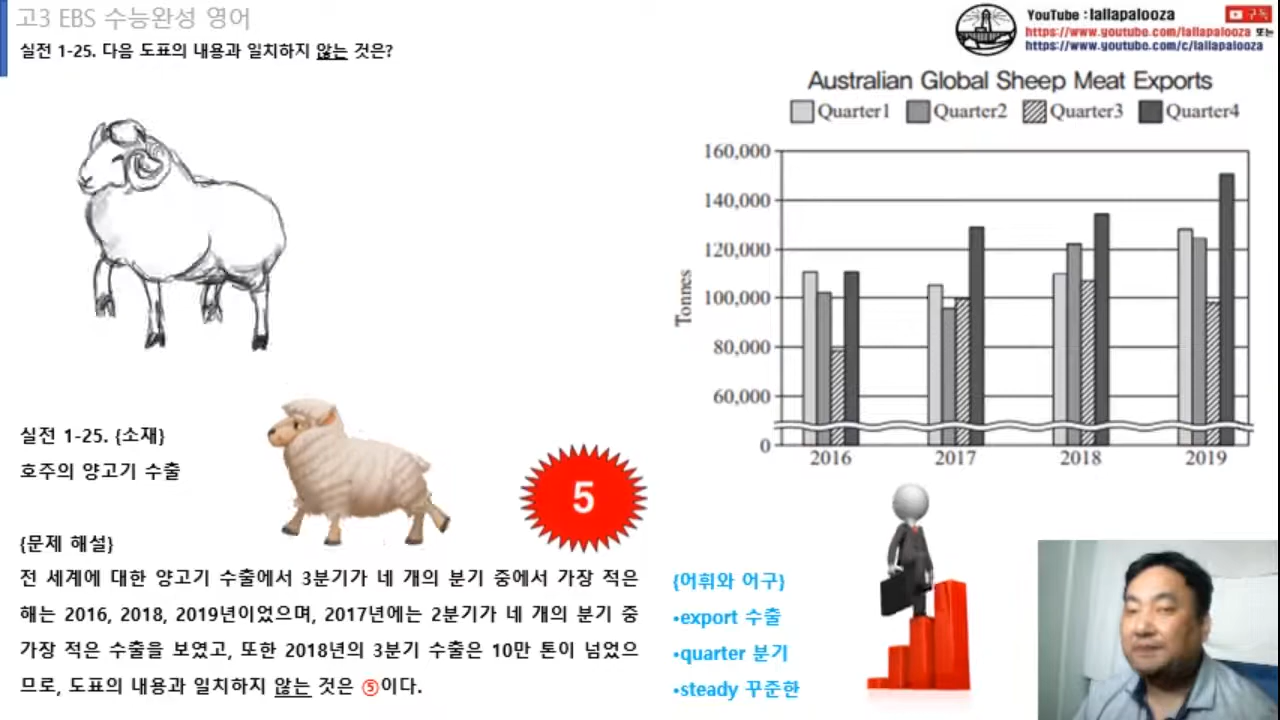 고3 EBS 수능완성 영어
실전 1-25. 다음 도표의 내용과 일치하지 않는 것은?
YouTube : lallapalooza
구독
https://www.youtube.com/lallapalooza 또는
https://www.youtube.com/c/lallapalooza
Australian Global Sheep Meat Exports
Quarter1 Quarter2 Quarter3 Quarter4
160,000
140,000
120,000
100,000
80,000
60,000
0
Tonnes
2016 2017 2018 2019
실전 1-25. {소재}
호주의 양고기 수출
5
{문제 해설}
전 세계에 대한 양고기 수출에서 3분기가 네 개의 분기 중에서 가장 적은
해는 2016, 2018, 2019년이었으며, 2017년에는 2분기가 네 개의 분기 중
가장 적은 수출을 보였고, 또한 2018년의 3분기 수출은 10만 톤이 넘었으
므로, 도표의 내용과 일치하지 않는 것은 ⑤이다.
{어휘와 어구}
•export 수출
•quarter 분기
•steady 꾸준한